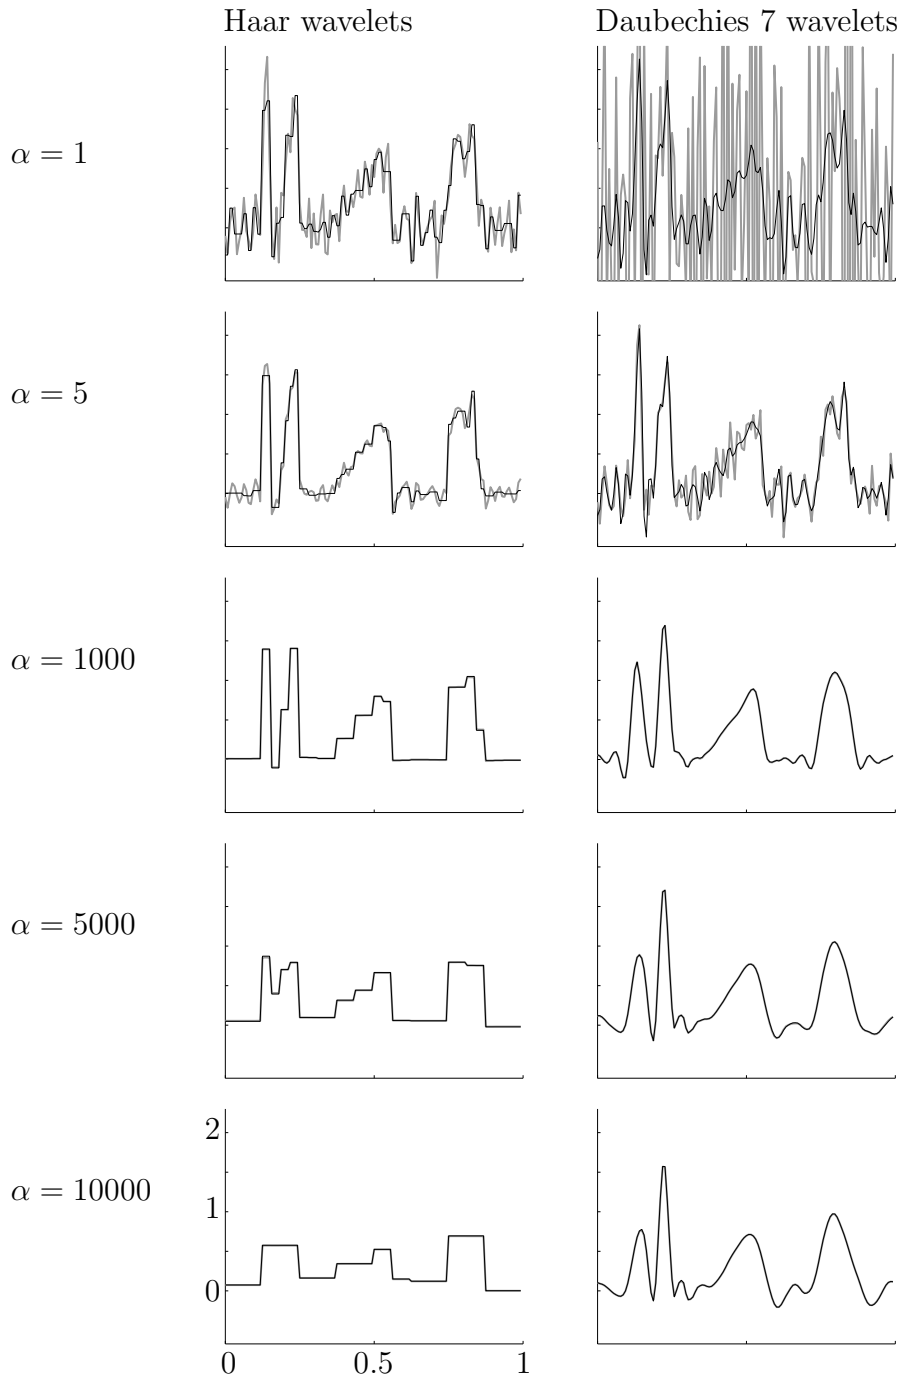 Haar wavelets
Daubechies 7 wavelets
α = 1
α = 5
α = 1000
α = 5000
α = 10000
2
1
0
0
0.5
1